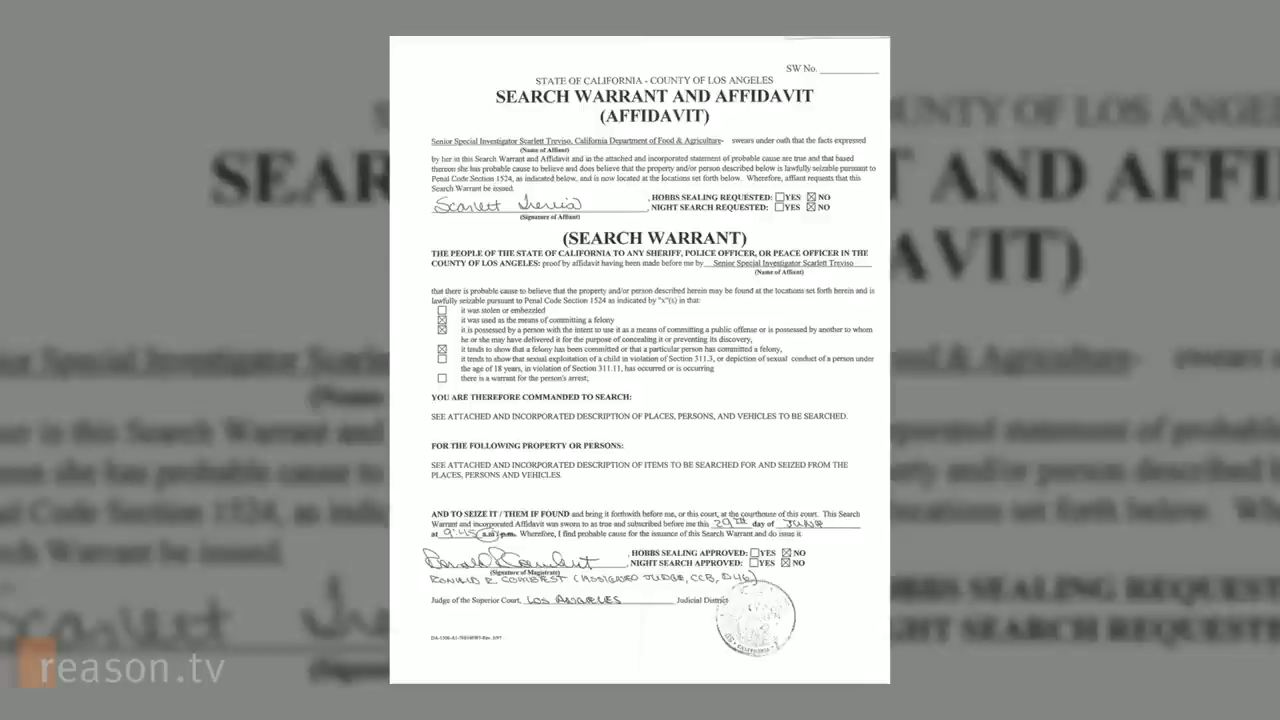 SW No.
STATE OF CALIFORNIA - COUNTY OF LOS ANGELES
SEARCH WARRANT AND AFFIDAVIT
(AFFIDAVIT)
Senior Special Investigator Scarlett Treviso, California Department of Food & Agriculture- swears under oath that the facts expressed
(Name of Affiant)
by her in this Search Warrant and Affidavit and in the attached and incorporated statement of probable cause are true and that based
thereon she has probable cause to believe and does believe that the property and/or person described below is lawfully seizable pursuant to
Penal Code Section 1524, as indicated below, and is now located at the locations set forth below. Wherefore, affiant requests that this
Search Warrant be issued.
Scarlett Treviso , HOBBS SEALING REQUESTED: YES NO
, NIGHT SEARCH REQUESTED: YES NO
(Signature of Affiant)
(SEARCH WARRANT)
THE PEOPLE OF THE STATE OF CALIFORNIA TO ANY SHERIFF, POLICE OFFICER, OR PEACE OFFICER IN THE
COUNTY OF LOS ANGELES: proof by affidavit having been made before me by Senior Special Investigator Scarlett Treviso
(Name of Affiant)
that there is probable cause to believe that the property and/or person described herein may be found at the locations set forth herein and is
lawfully seizable pursuant to Penal Code Section 1524 as indicated by "x"(s) in that:
it was stolen or embezzled
it was used as the means of committing a felony
it is possessed by a person with the intent to use it as a means of committing a public offense or is possessed by another to whom
he or she may have delivered it for the purpose of concealing it or preventing its discovery,
it tends to show that a felony has been committed or that a particular person has committed a felony,
it tends to show that sexual exploitation of a child in violation of Section 311.3, or depiction of sexual conduct of a person under
the age of 18 years, in violation of Section 311.11, has occurred or is occurring
there is a warrant for the person's arrest;
YOU ARE THEREFORE COMMANDED TO SEARCH:
SEE ATTACHED AND INCORPORATED DESCRIPTION OF PLACES, PERSONS, AND VEHICLES TO BE SEARCHED.
FOR THE FOLLOWING PROPERTY OR PERSONS:
SEE ATTACHED AND INCORPORATED DESCRIPTION OF ITEMS TO BE SEARCHED FOR AND SEIZED FROM THE
PLACES, PERSONS AND VEHICLES.
AND TO SEIZE IT / THEM IF FOUND and bring it forthwith before me, or this court, at the courthouse of this court. This Search
Warrant and incorporated Affidavit was sworn to as true and subscribed before me this 29TH day of JUNE
at 9:45 a.m./p.m. Wherefore, I find probable cause for the issuance of this Search Warrant and do issue it
, HOBBS SEALING APPROVED: YES NO
, NIGHT SEARCH APPROVED: YES NO
(Signature of Magistrate)
RONALD R. COMBEST (ASSIGNED JUDGE, CCB, D46)
Judge of the Superior Court, LOS ANGELES Judicial District
CALIFORNIA
reason.tv